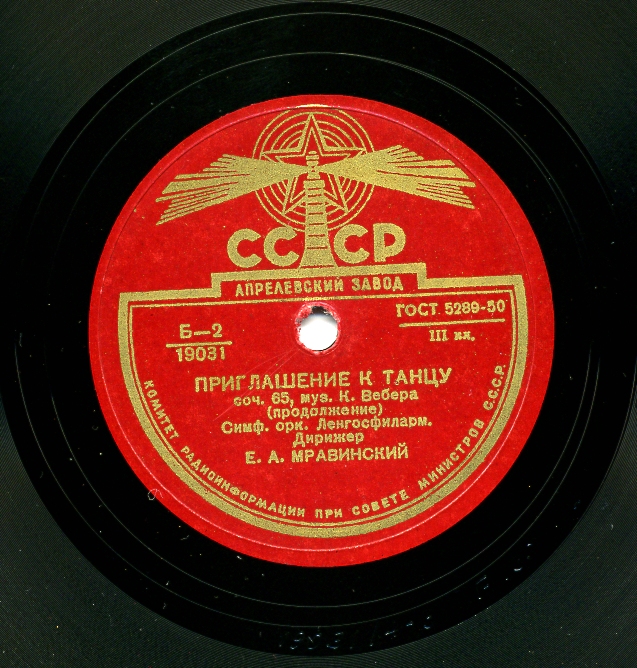 СССР
АПРЕЛЕВСКИЙ ЗАВОД
Б—2
19031
ГОСТ 5289-50
III кл.
ПРИГЛАШЕНИЕ К ТАНЦУ
соч. 65, муз. К. Вебера
(продолжение)
Симф. орк. Ленгосфиларм.
Дирижер
Е. А. МРАВИНСКИЙ
КОМИТЕТ РАДИОИНФОРМАЦИИ ПРИ СОВЕТЕ МИНИСТРОВ С.С.С.Р.